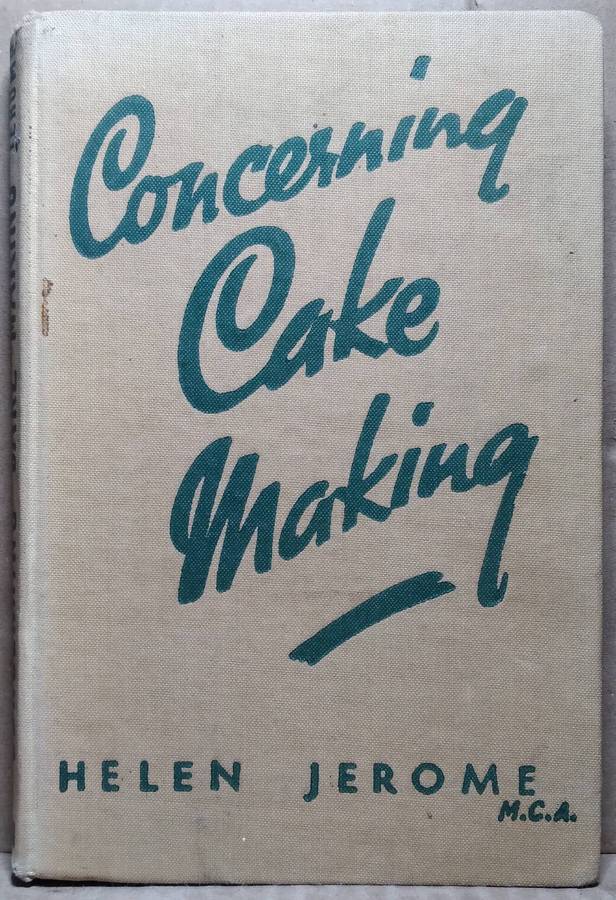 Concerning
Cake
Making
HELEN JEROME
M.C.A.